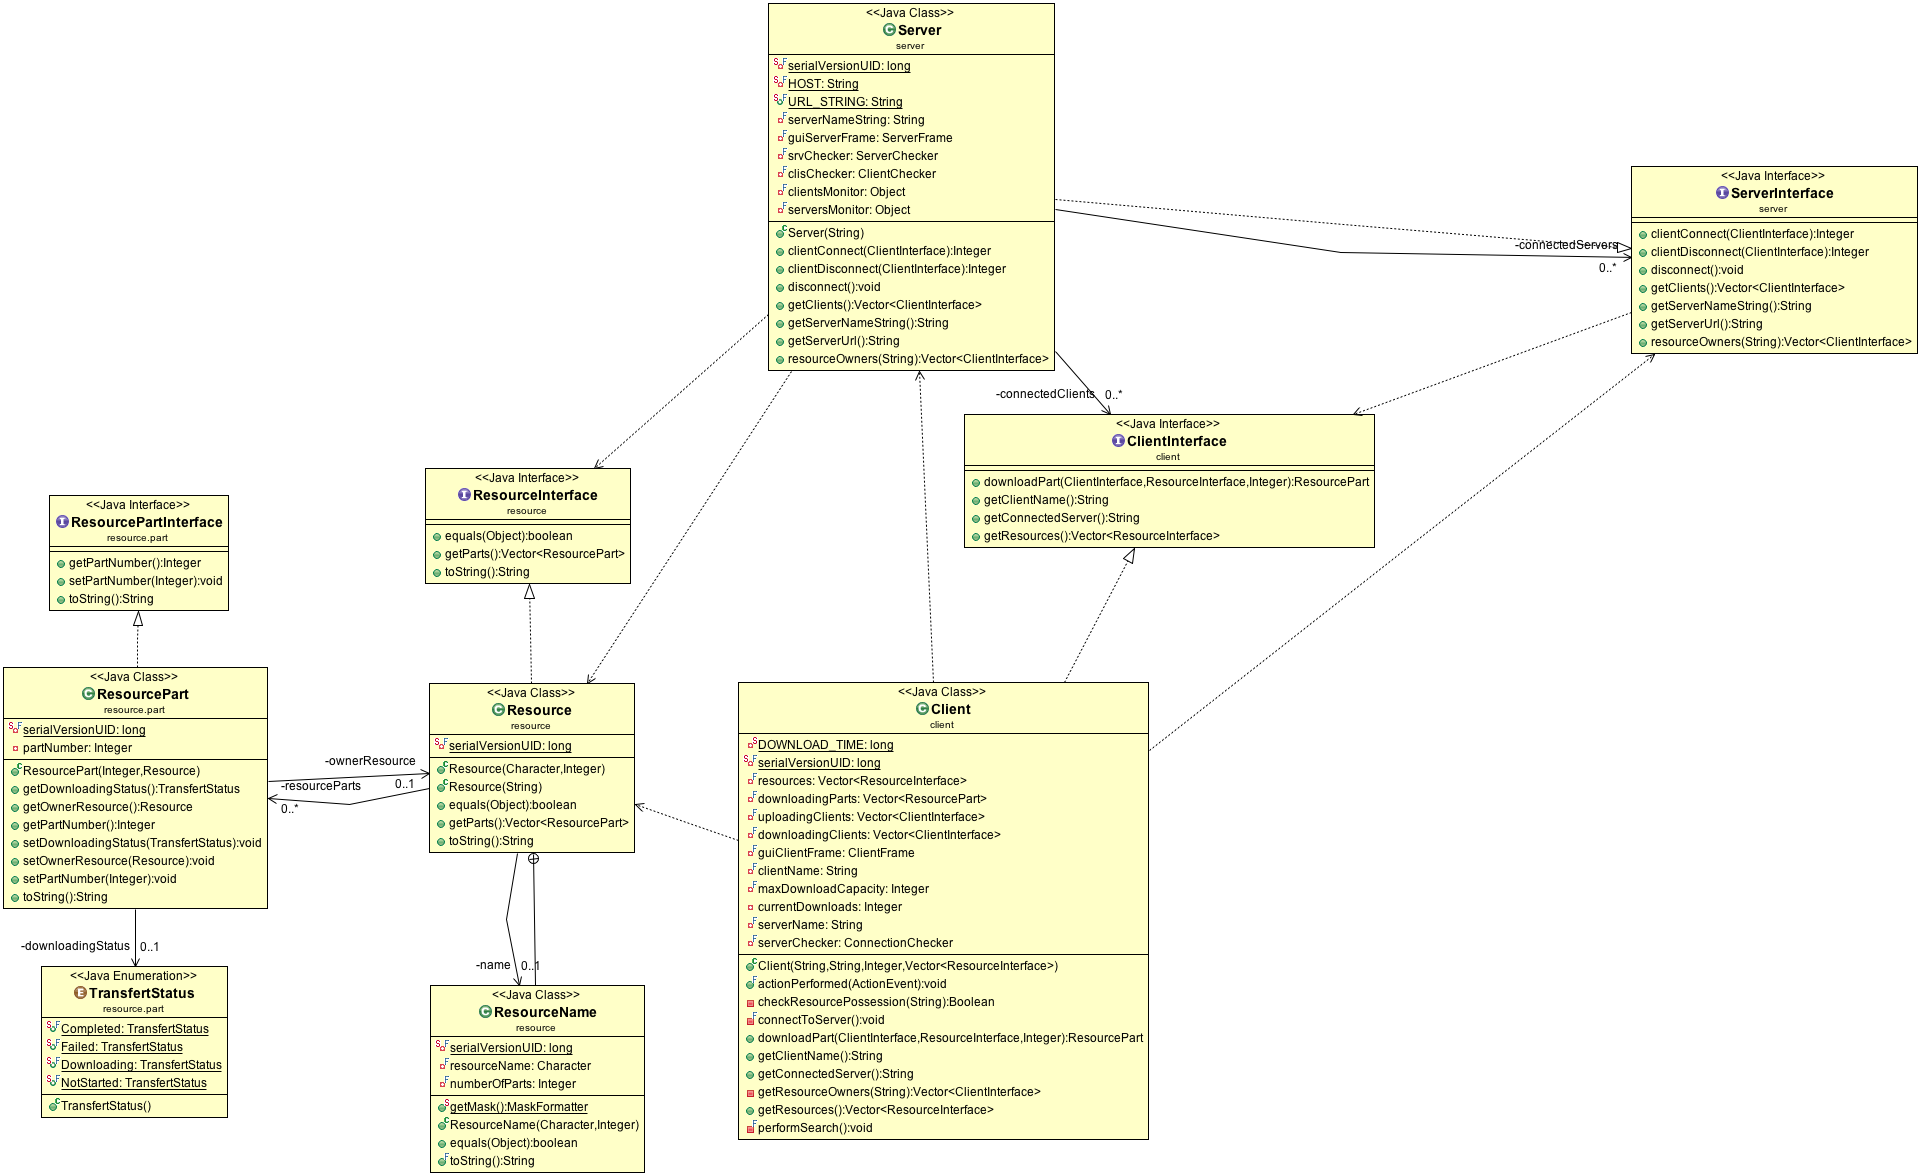 <<Java Class>>
Server
server
serialVersionUID: long
HOST: String
URL_STRING: String
serverNameString: String
guiServerFrame: ServerFrame
srvChecker: ServerChecker
clisChecker: ClientChecker
clientsMonitor: Object
serversMonitor: Object
Server(String)
clientConnect(ClientInterface):Integer
clientDisconnect(ClientInterface):Integer
disconnect():void
getClients():Vector<ClientInterface>
getServerNameString():String
getServerUrl():String
resourceOwners(String):Vector<ClientInterface>
<<Java Interface>>
ServerInterface
server
clientConnect(ClientInterface):Integer
clientDisconnect(ClientInterface):Integer
disconnect():void
getClients():Vector<ClientInterface>
getServerNameString():String
getServerUrl():String
resourceOwners(String):Vector<ClientInterface>
-connectedServers
0..*
-connectedClients
0..*
<<Java Interface>>
ClientInterface
client
downloadPart(ClientInterface,ResourceInterface,Integer):ResourcePart
getClientName():String
getConnectedServer():String
getResources():Vector<ResourceInterface>
<<Java Interface>>
ResourceInterface
resource
equals(Object):boolean
getParts():Vector<ResourcePart>
toString():String
<<Java Interface>>
ResourcePartInterface
resource.part
getPartNumber():Integer
setPartNumber(Integer):void
toString():String
<<Java Class>>
ResourcePart
resource.part
serialVersionUID: long
partNumber: Integer
ResourcePart(Integer,Resource)
getDownloadingStatus():TransfertStatus
getOwnerResource():Resource
getPartNumber():Integer
setDownloadingStatus(TransfertStatus):void
setOwnerResource(Resource):void
setPartNumber(Integer):void
toString():String
-ownerResource
0..1
-resourceParts
0..*
<<Java Class>>
Resource
resource
serialVersionUID: long
Resource(Character,Integer)
Resource(String)
equals(Object):boolean
getParts():Vector<ResourcePart>
toString():String
<<Java Class>>
Client
client
DOWNLOAD_TIME: long
serialVersionUID: long
resources: Vector<ResourceInterface>
downloadingParts: Vector<ResourcePart>
uploadingClients: Vector<ClientInterface>
downloadingClients: Vector<ClientInterface>
guiClientFrame: ClientFrame
clientName: String
maxDownloadCapacity: Integer
currentDownloads: Integer
serverName: String
serverChecker: ConnectionChecker
Client(String,String,Integer,Vector<ResourceInterface>)
actionPerformed(ActionEvent):void
checkResourcePossession(String):Boolean
connectToServer():void
downloadPart(ClientInterface,ResourceInterface,Integer):ResourcePart
getClientName():String
getConnectedServer():String
getResourceOwners(String):Vector<ClientInterface>
getResources():Vector<ResourceInterface>
performSearch():void
-downloadingStatus
0..1
<<Java Enumeration>>
TransfertStatus
resource.part
Completed: TransfertStatus
Failed: TransfertStatus
Downloading: TransfertStatus
NotStarted: TransfertStatus
TransfertStatus()
-name
0..1
<<Java Class>>
ResourceName
resource
serialVersionUID: long
resourceName: Character
numberOfParts: Integer
getMask():MaskFormatter
ResourceName(Character,Integer)
equals(Object):boolean
toString():String